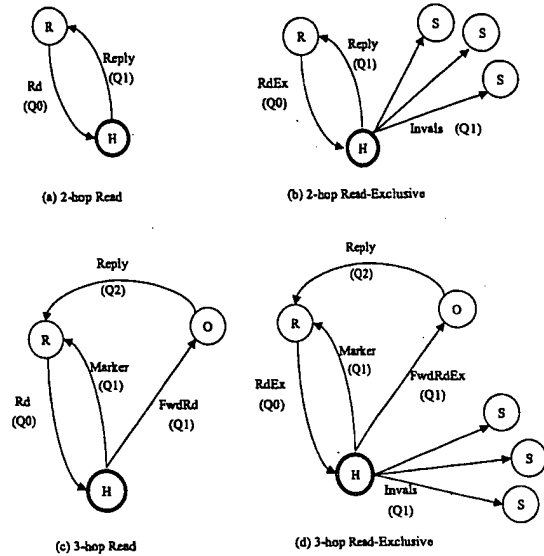 R
Rd
(Q0)
Reply
(Q1)
H
(a) 2-hop Read
R
RdEx
(Q0)
Reply
(Q1)
S
S
S
H
Invals (Q1)
(b) 2-hop Read-Exclusive
Reply
(Q2)
R
O
Marker
(Q1)
Rd
(Q0)
FwdRd
(Q1)
H
(c) 3-hop Read
Reply
(Q2)
R
O
Marker
(Q1)
RdEx
(Q0)
FwdRdEx
(Q1)
S
S
S
H
Invals
(Q1)
(d) 3-hop Read-Exclusive